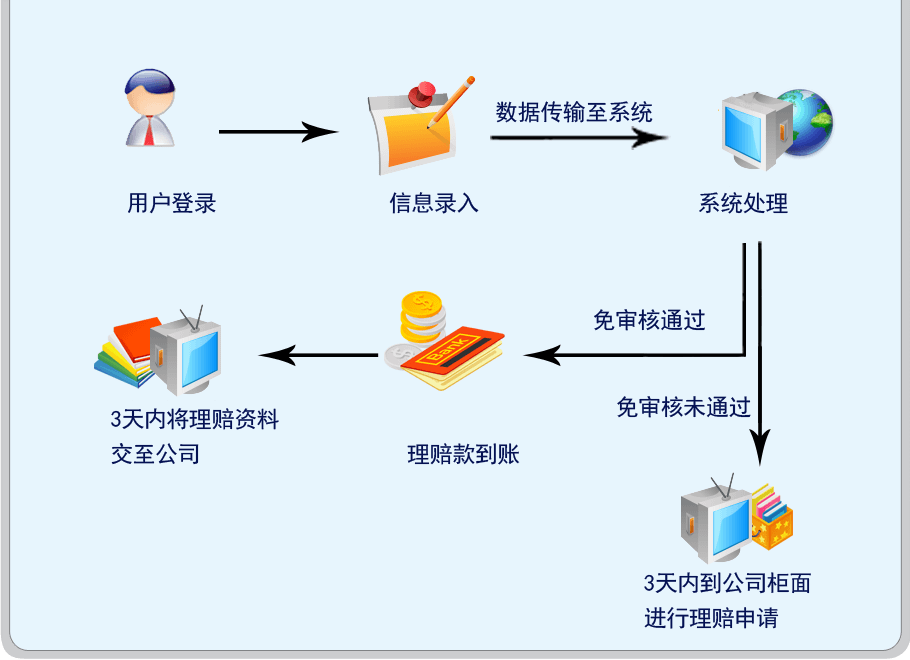 数据传输至系统
用户登录
信息录入
系统处理
免审核通过
Bank
免审核未通过
3天内将理赔资料
交至公司
理赔款到账
3天内到公司柜面
进行理赔申请